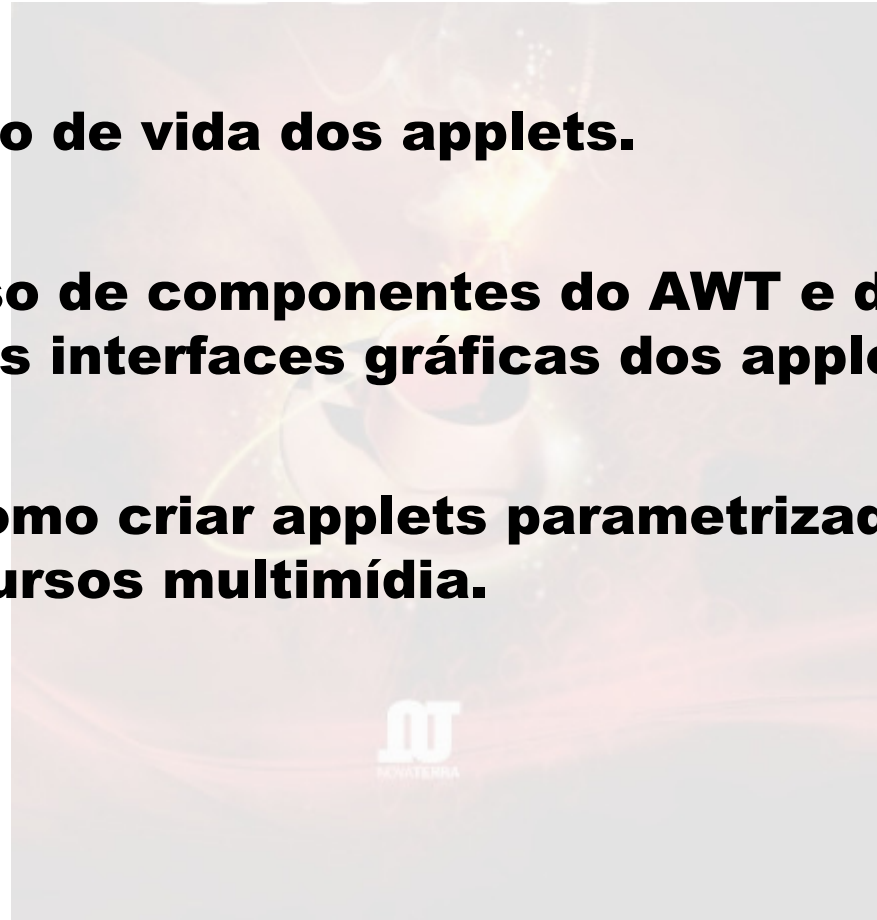 o de vida dos applets.
so de componentes do AWT e d
s interfaces gráficas dos apple
omo criar applets parametrizad
ursos multimídia.
NOVATERRA